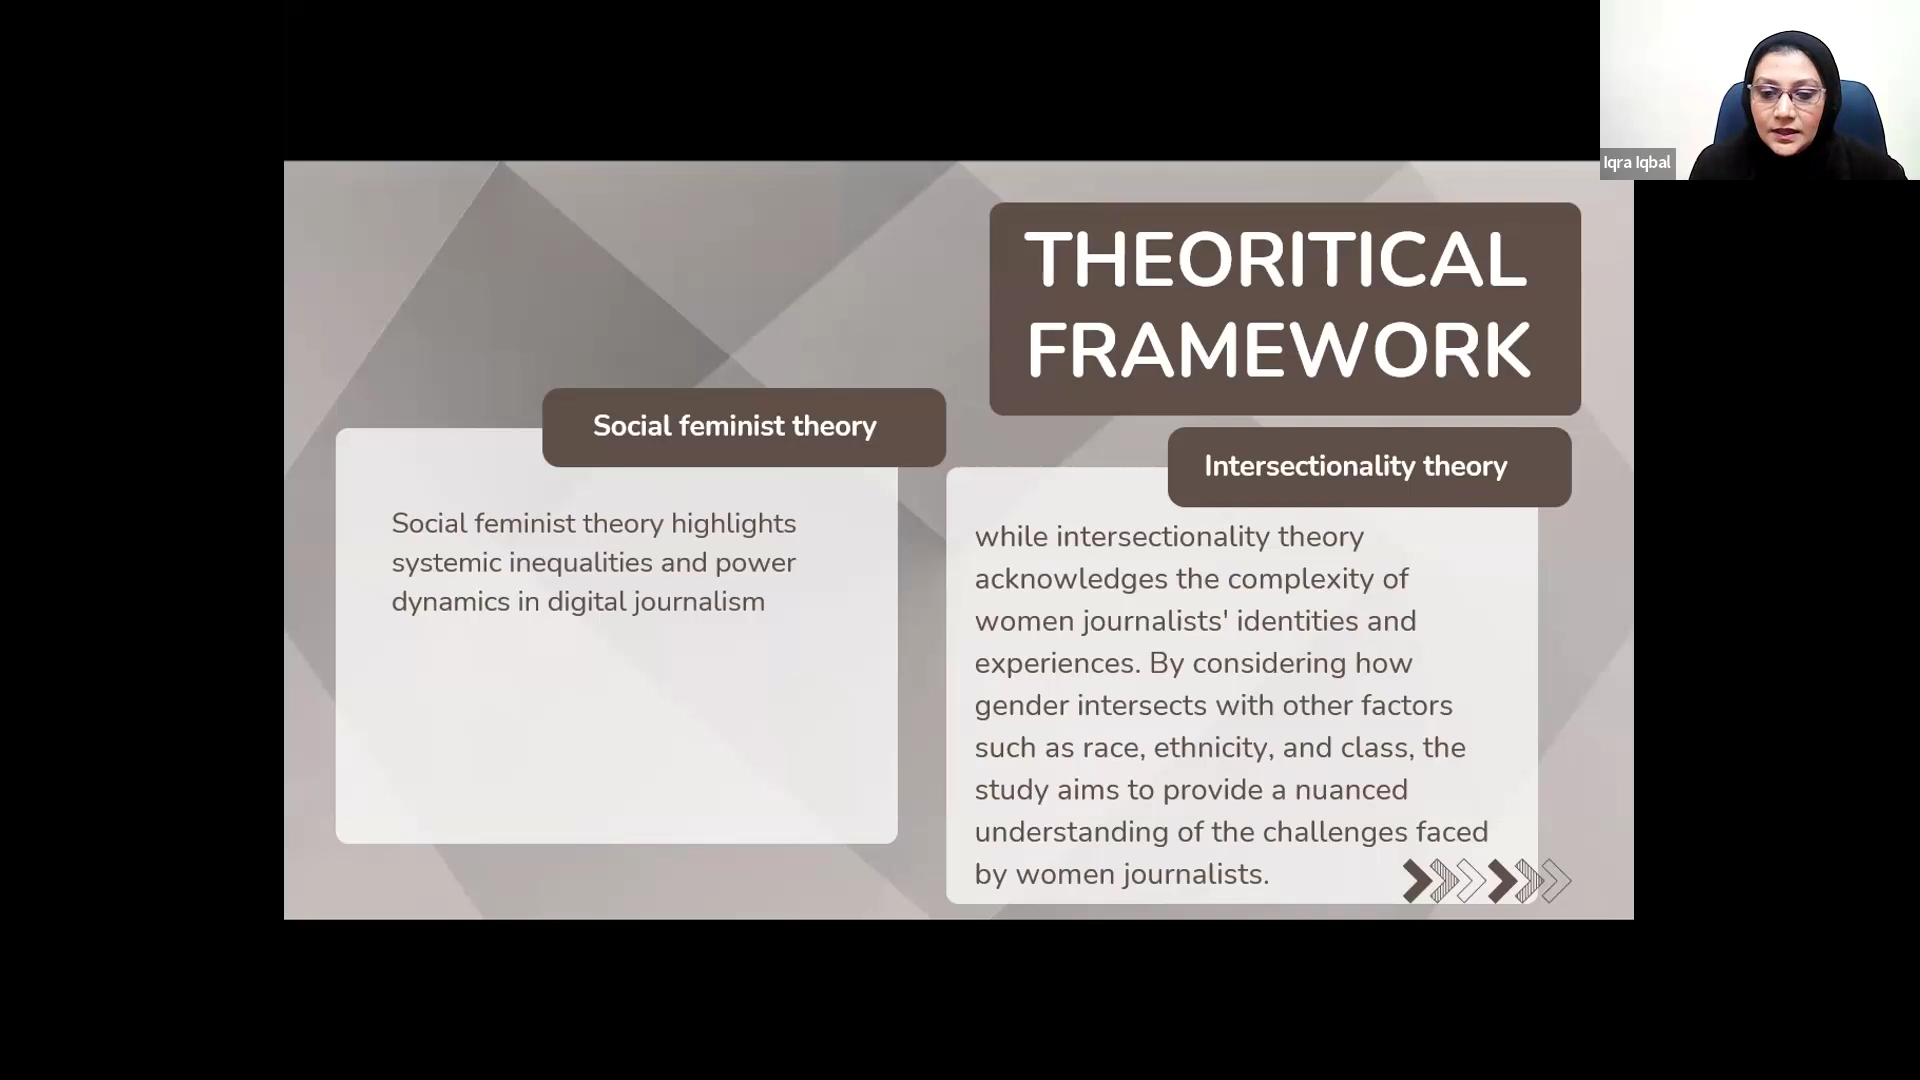 Iqra Iqbal
THEORITICAL
FRAMEWORK
Social feminist theory
Social feminist theory highlights
systemic inequalities and power
dynamics in digital journalism
Intersectionality theory
while intersectionality theory
acknowledges the complexity of
women journalists' identities and
experiences. By considering how
gender intersects with other factors
such as race, ethnicity, and class, the
study aims to provide a nuanced
understanding of the challenges faced
by women journalists.